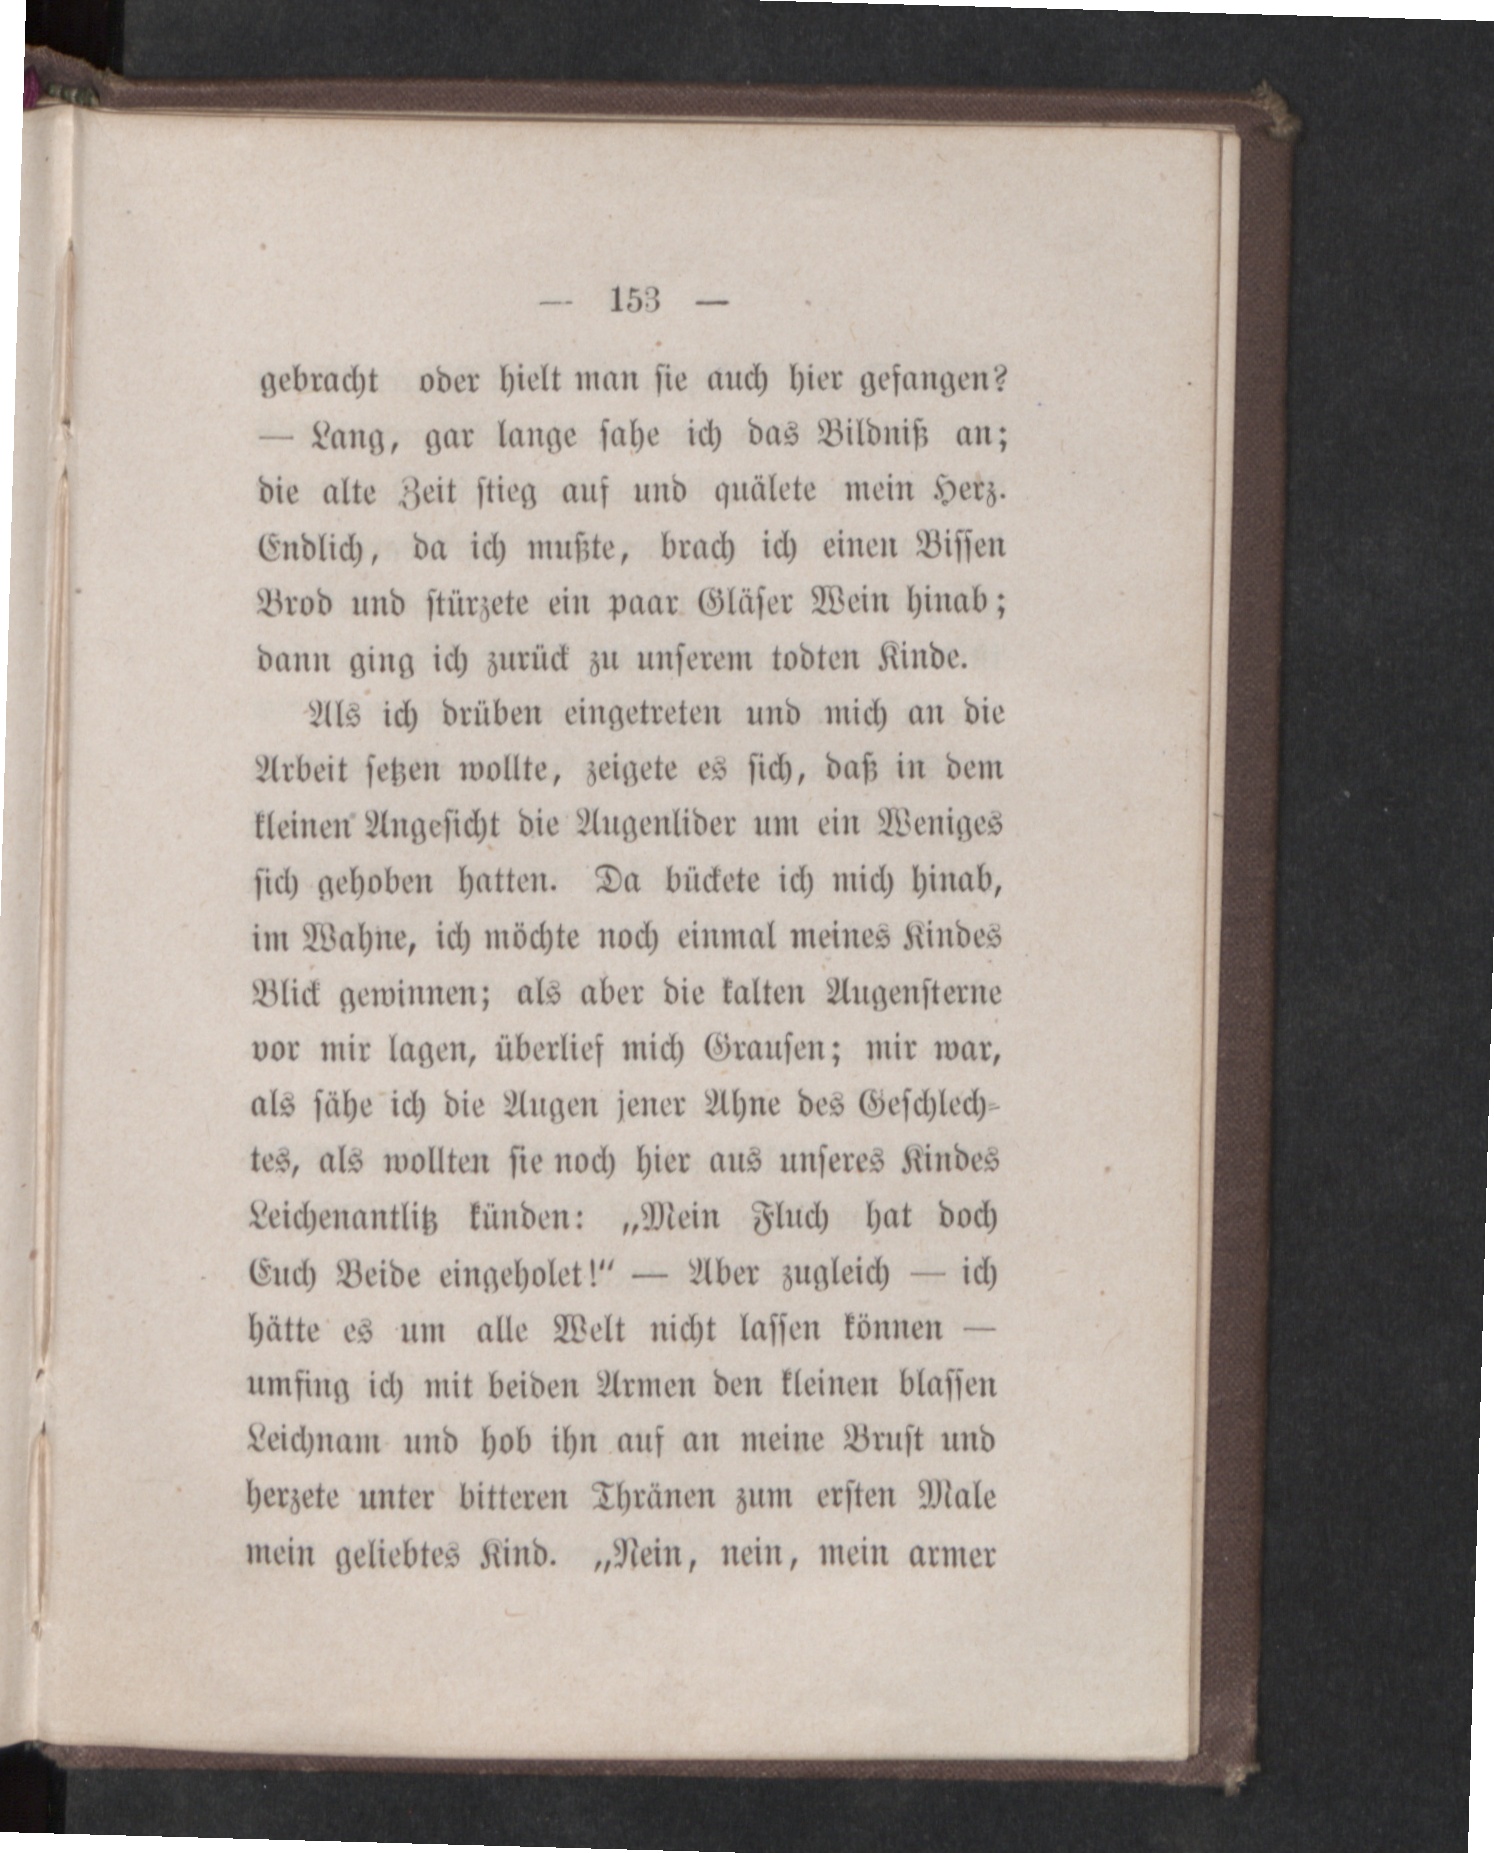 — 153 —
gebracht oder hielt man ſie auch hier gefangen?
— Lang, gar lange ſahe ich das Bildniß an;
die alte Zeit ſtieg auf und quälete mein Herz.
Endlich, da ich mußte, brach ich einen Biſſen
Brod und ſtürzete ein paar Gläſer Wein hinab;
dann ging ich zurück zu unſerem todten Kinde.
Als ich drüben eingetreten und mich an die
Arbeit ſetzen wollte, zeigete es ſich, daß in dem
kleinen Angeſicht die Augenlider um ein Weniges
ſich gehoben hatten. Da bückete ich mich hinab,
im Wahne, ich möchte noch einmal meines Kindes
Blick gewinnen; als aber die kalten Augenſterne
vor mir lagen, überlief mich Grauſen; mir war,
als ſähe ich die Augen jener Ahne des Geſchlech-
tes, als wollten ſie noch hier aus unſeres Kindes
Leichenantlitz künden: „Mein Fluch hat doch
Euch Beide eingeholet!“ — Aber zugleich — ich
hätte es um alle Welt nicht laſſen können —
umfing ich mit beiden Armen den kleinen blaſſen
Leichnam und hob ihn auf an meine Bruſt und
herzete unter bitteren Thränen zum erſten Male
mein geliebtes Kind. „Nein, nein, mein armer